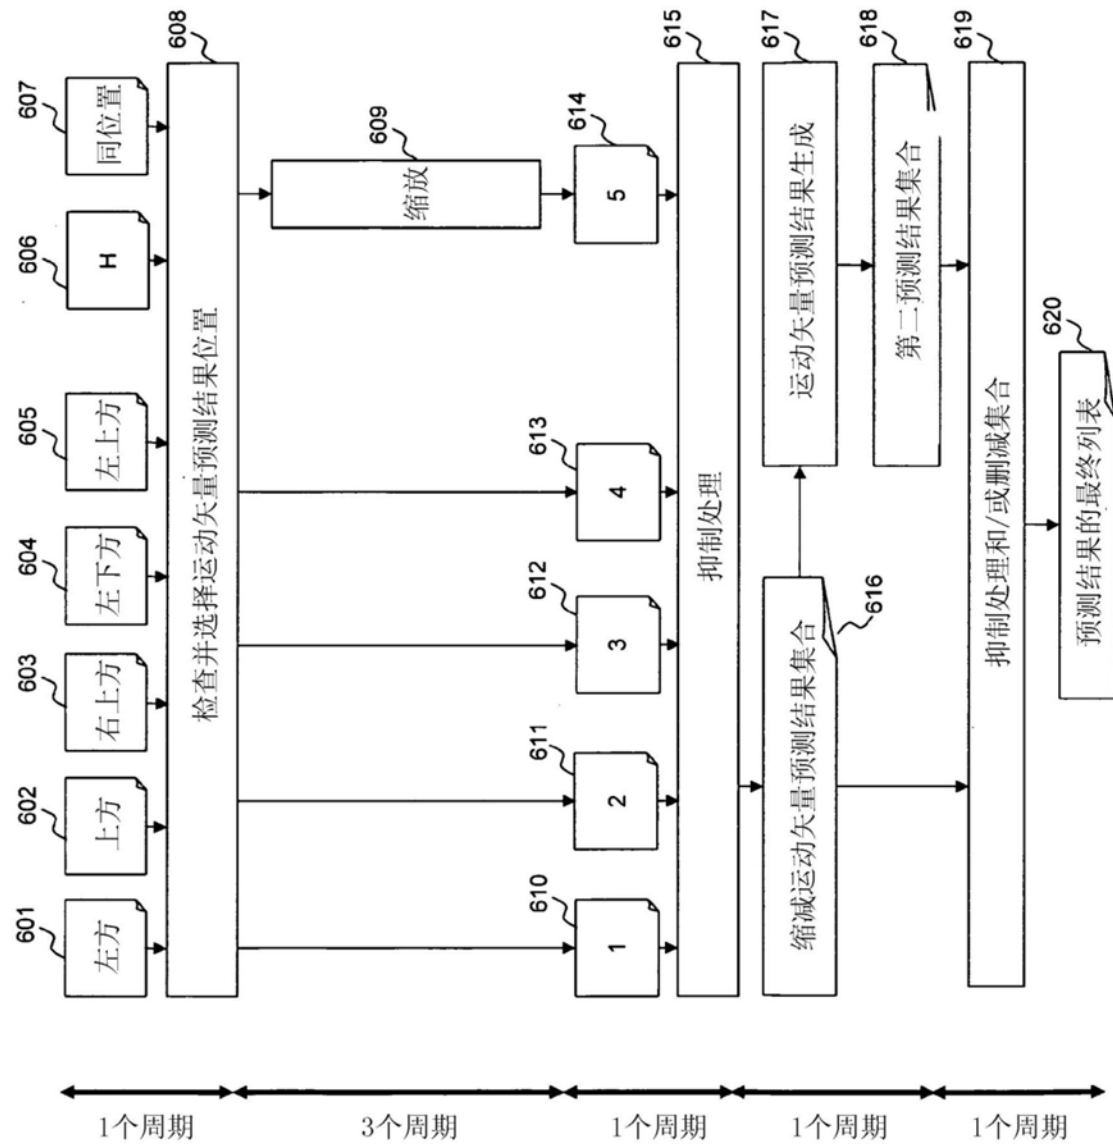 601
602
603
604
605
606
607
左方
上方
右上方
左下方
左上方
H
同位置
检查并选择运动矢量预测结果位置
608
缩放
609
610
611
612
613
614
1
2
3
4
5
抑制处理
615
缩减运动矢量预测结果集合
616
运动矢量预测结果生成
617
第二预测结果集合
618
抑制处理和/或删减集合
619
预测结果的最终列表
620
1个周期
3个周期
1个周期
1个周期
1个周期